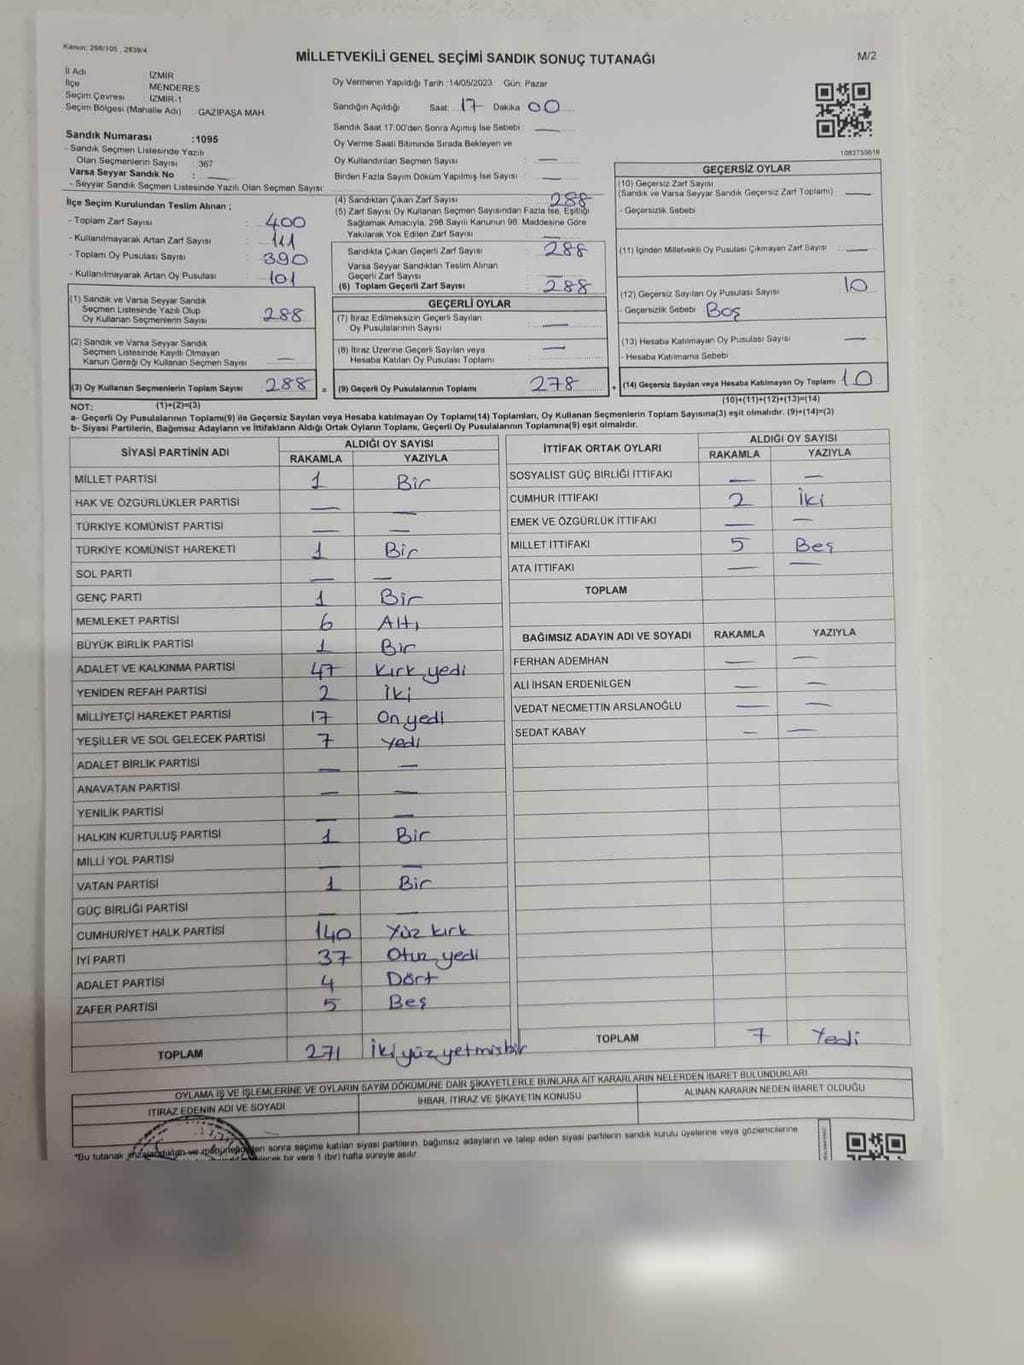 Kanun: 298/105 , 2839/4
MİLLETVEKİLİ GENEL SEÇİMİ SANDIK SONUÇ TUTANAĞI
M/2
İl Adı : İZMİR
İlçe : MENDERES
Seçim Çevresi : İZMİR-1
Seçim Bölgesi (Mahalle Adı) : GAZİPAŞA MAH
Sandık Numarası :1095
- Sandık Seçmen Listesinde Yazılı
Olan Seçmenlerin Sayısı : 367
Varsa Seyyar Sandık No : —
- Seyyar Sandık Seçmen Listesinde Yazılı Olan Seçmen Sayısı:
Oy Vermenin Yapıldığı Tarih :14/05/2023 Gün: Pazar
Sandığın Açıldığı Saat: 17 Dakika 00
Sandık Saat 17:00'den Sonra Açımış İse Sebebi : —
Oy Verme Saati Bitiminde Sırada Bekleyen ve
Oy Kullandırılan Seçmen Sayısı : —
Birden Fazla Sayım Döküm Yapılmış İse Sayısı : —
İlçe Seçim Kurulundan Teslim Alınan ;
- Toplam Zarf Sayısı : 400
- Kullanılmayarak Artan Zarf Sayısı : 111
- Toplam Oy Pusulası Sayısı : 390
- Kullanılmayarak Artan Oy Pusulası : 101
(1) Sandık ve Varsa Seyyar Sandık
Seçmen Listesinde Yazılı Olup
Oy Kullanan Seçmenlerin Sayısı 288
(2) Sandık ve Varsa Seyyar Sandık
Seçmen Listesinde Kayıtlı Olmayan
Kanun Gereği Oy Kullanan Seçmen Sayısı —
(3) Oy Kullanan Seçmenlerin Toplam Sayısı 288 =
(1)+(2)=(3)
(4) Sandıktan Çıkan Zarf Sayısı 288
(5) Zarf Sayısı Oy Kullanan Seçmen Sayısından Fazla İse, Eşitliği
Sağlamak Amacıyla, 298 Sayılı Kanunun 98. Maddesine Göre
Yakılarak Yok Edilen Zarf Sayısı —
Sandıkta Çıkan Geçerli Zarf Sayısı 288
Varsa Seyyar Sandıktan Teslim Alınan
Geçerli Zarf Sayısı
(6) Toplam Geçerli Zarf Sayısı 288
GEÇERLİ OYLAR
(7) İtiraz Edilmeksizin Geçerli Sayılan
Oy Pusulalarının Sayısı —
(8) İtiraz Üzerine Geçerli Sayılan veya
Hesaba Katılan Oy Pusulası Toplamı —
(9) Geçerli Oy Pusulalarının Toplamı 278 +
1083755618
GEÇERSİZ OYLAR
(10) Geçersiz Zarf Sayısı
(Sandık ve Varsa Seyyar Sandık Geçersiz Zarf Toplamı) —
- Geçersizlik Sebebi :
(11) İçinden Milletvekili Oy Pusulası Çıkmayan Zarf Sayısı —
(12) Geçersiz Sayılan Oy Pusulası Sayısı 10
- Geçersizlik Sebebi : Boş
(13) Hesaba Katılmayan Oy Pusulası Sayısı —
- Hesaba Katılmama Sebebi :
(14) Geçersiz Sayılan veya Hesaba Katılmayan Oy Toplamı 10
(10)+(11)+(12)+(13)=(14)
NOT:
a- Geçerli Oy Pusulalarının Toplamı(9) ile Geçersiz Sayılan veya Hesaba katılmayan Oy Toplamı(14) Toplamları, Oy Kullanan Seçmenlerin Toplam Sayısına(3) eşit olmalıdır. (9)+(14)=(3)
b- Siyasi Partilerin, Bağımsız Adayların ve İttifakların Aldığı Ortak Oyların Toplamı, Geçerli Oy Pusulalarının Toplamına(9) eşit olmalıdır.
SİYASİ PARTİNİN ADI ALDIĞI OY SAYISI
RAKAMLA YAZIYLA
MİLLET PARTİSİ 1 Bir
HAK VE ÖZGÜRLÜKLER PARTİSİ — —
TÜRKİYE KOMÜNİST PARTİSİ — —
TÜRKİYE KOMÜNİST HAREKETİ 1 Bir
SOL PARTİ — —
GENÇ PARTİ 1 Bir
MEMLEKET PARTİSİ 6 Altı
BÜYÜK BİRLİK PARTİSİ 1 Bir
ADALET VE KALKINMA PARTİSİ 47 Kırk yedi
YENİDEN REFAH PARTİSİ 2 İki
MİLLİYETÇİ HAREKET PARTİSİ 17 On yedi
YEŞİLLER VE SOL GELECEK PARTİSİ 7 Yedi
ADALET BİRLİK PARTİSİ — —
ANAVATAN PARTİSİ — —
YENİLİK PARTİSİ — —
HALKIN KURTULUŞ PARTİSİ 1 Bir
MİLLİ YOL PARTİSİ — —
VATAN PARTİSİ 1 Bir
GÜÇ BİRLİĞİ PARTİSİ — —
CUMHURİYET HALK PARTİSİ 140 Yüz kırk
İYİ PARTİ 37 Otuz yedi
ADALET PARTİSİ 4 Dört
ZAFER PARTİSİ 5 Beş
TOPLAM 271 İki yüz yetmişbir
İTTİFAK ORTAK OYLARI ALDIĞI OY SAYISI
RAKAMLA YAZIYLA
SOSYALİST GÜÇ BİRLİĞİ İTTİFAKI — —
CUMHUR İTTİFAKI 2 İki
EMEK VE ÖZGÜRLÜK İTTİFAKI — —
MİLLET İTTİFAKI 5 Beş
ATA İTTİFAKI — —
TOPLAM
BAĞIMSIZ ADAYIN ADI VE SOYADI RAKAMLA YAZIYLA
FERHAN ADEMHAN — —
ALİ İHSAN ERDENİLGEN — —
VEDAT NECMETTİN ARSLANOĞLU — —
SEDAT KABAY — —
TOPLAM 7 Yedi
OYLAMA İŞ VE İŞLEMLERİNE VE OYLARIN SAYIM DÖKÜMÜNE DAİR ŞİKAYETLERLE BUNLARA AİT KARARLARIN NELERDEN İBARET BULUNDUKLARI
İTİRAZ EDENİN ADI VE SOYADI İHBAR, İTİRAZ VE ŞİKAYETİN KONUSU ALINAN KARARIN NEDEN İBARET OLDUĞU
*Bu tutanak imzalandıktan ve mühürlendikten sonra seçime katılan siyasi partilerin, bağımsız adayların ve talep eden siyasi partilerin sandık kurulu üyelerine veya gözlemcilerine
bir yere 1 (bir) hafta süreyle asılır.